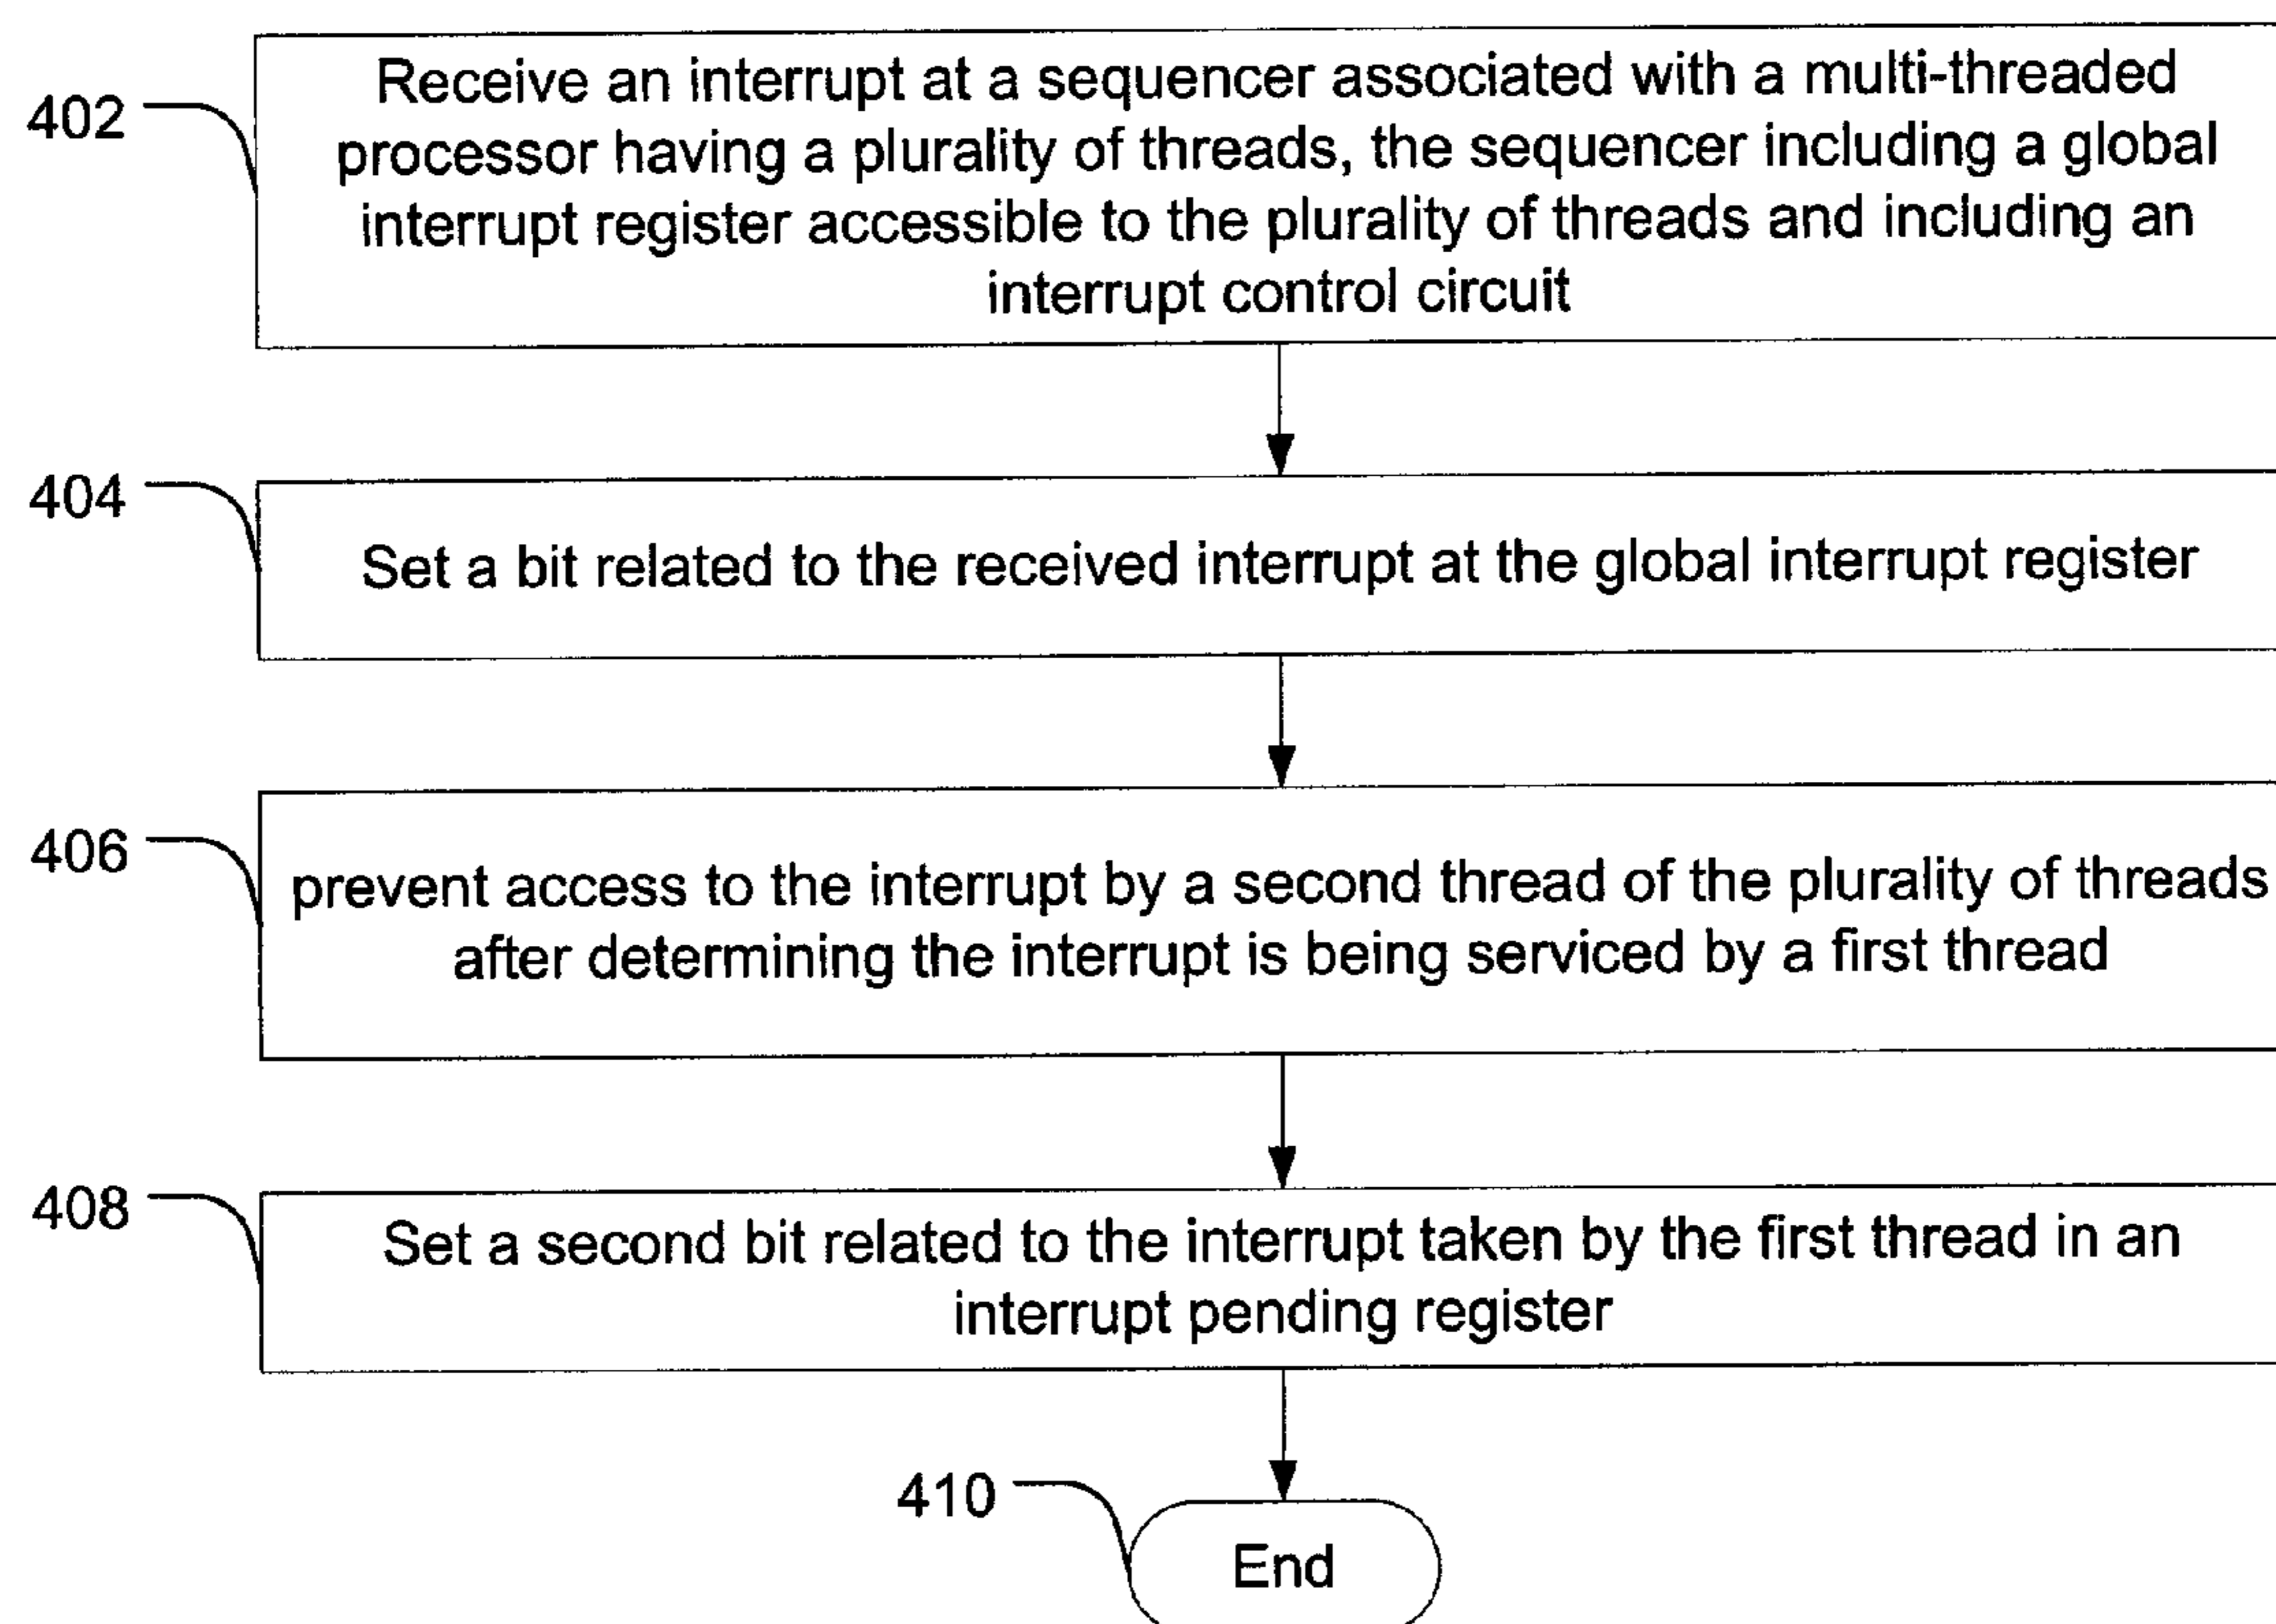 402
Receive an interrupt at a sequencer associated with a multi-threaded
processor having a plurality of threads, the sequencer including a global
interrupt register accessible to the plurality of threads and including an
interrupt control circuit
404
Set a bit related to the received interrupt at the global interrupt register
406
prevent access to the interrupt by a second thread of the plurality of threads
after determining the interrupt is being serviced by a first thread
408
Set a second bit related to the interrupt taken by the first thread in an
interrupt pending register
410
End